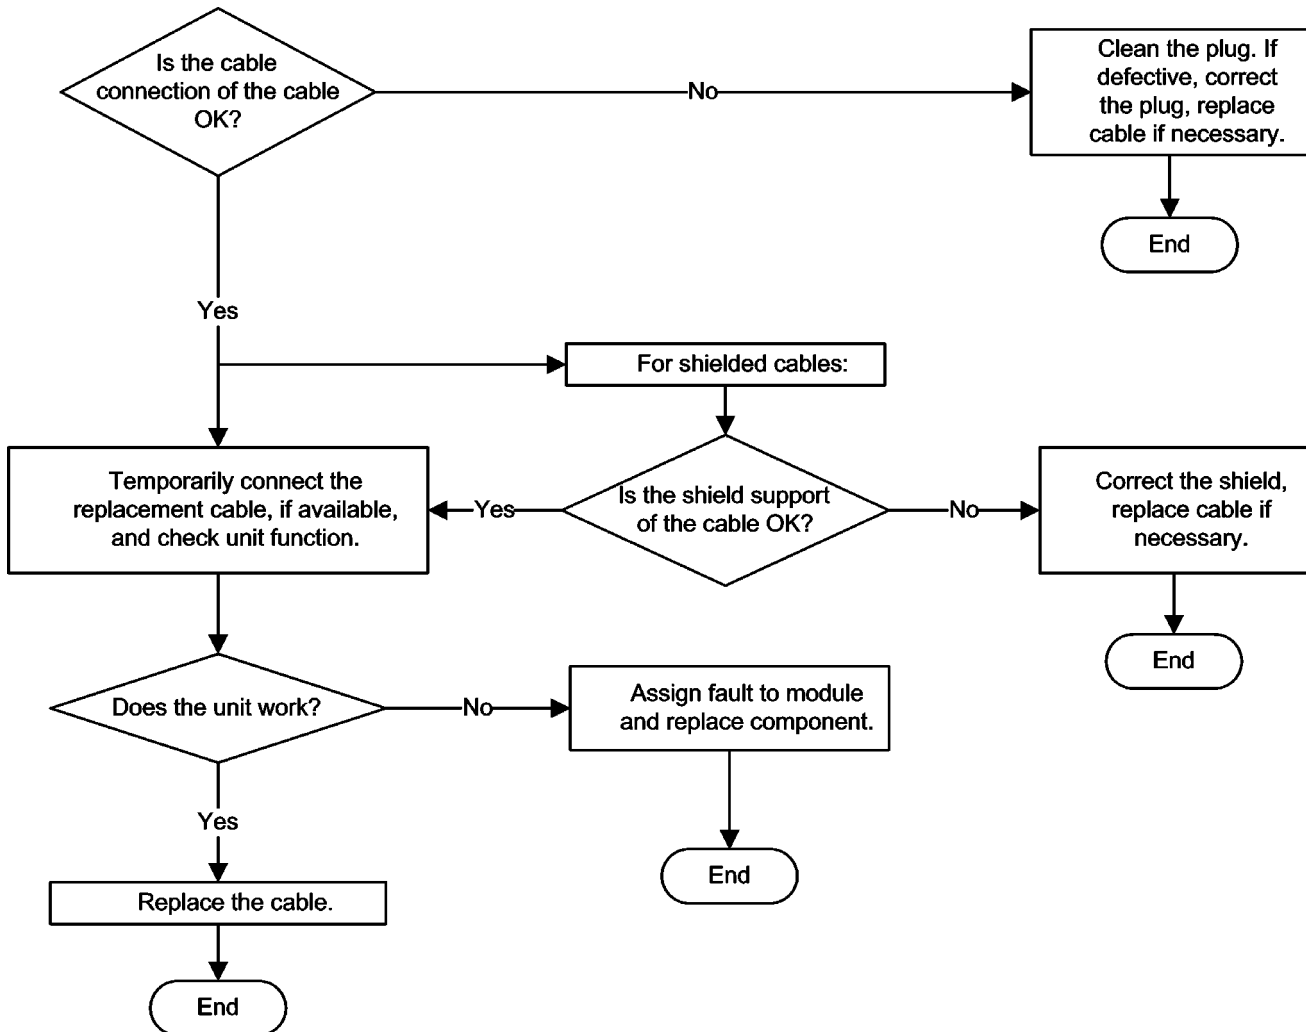 Is the cable
connection of the cable
OK?
No
Clean the plug. If
defective, correct
the plug, replace
cable if necessary.
End
Yes
For shielded cables:
Temporarily connect the
replacement cable, if available,
and check unit function.
Yes
Is the shield support
of the cable OK?
No
Correct the shield,
replace cable if
necessary.
End
Does the unit work?
No
Assign fault to module
and replace component.
End
Yes
Replace the cable.
End